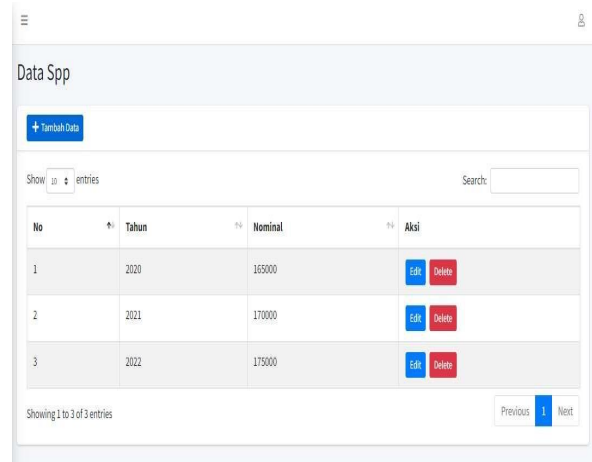 Data Spp
+ Tambah Data
Show 10 entries Search:
No Tahun Nominal Aksi
1 2020 165000 Edit Delete
2 2021 170000 Edit Delete
3 2022 175000 Edit Delete
Showing 1 to 3 of 3 entries Previous 1 Next